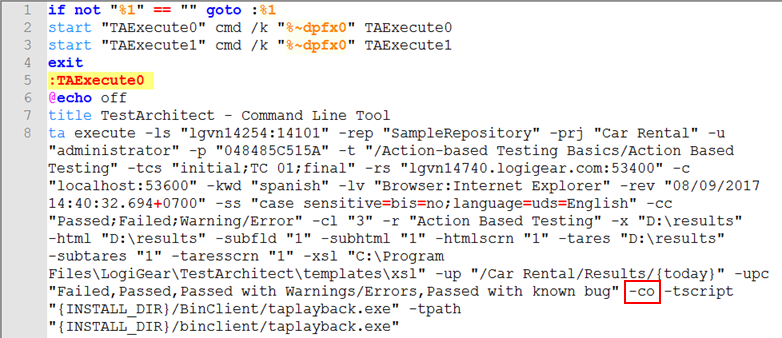 1 if not "%1" == "" goto :%1
2 start "TAExecute0" cmd /k "%~dpfx0" TAExecute0
3 start "TAExecute1" cmd /k "%~dpfx0" TAExecute1
4 exit
5 :TAExecute0
6 @echo off
7 title TestArchitect - Command Line Tool
8 ta execute -ls "lgvn14254:14101" -rep "SampleRepository" -prj "Car Rental" -u
"administrator" -p "048485C515A" -t "/Action-based Testing Basics/Action Based
Testing" -tcs "initial;TC 01;final" -rs "lgvn14740.logigear.com:53400" -c
"localhost:53600" -kwd "spanish" -lv "Browser:Internet Explorer" -rev "08/09/2017
14:40:32.694+0700" -ss "case sensitive=bis=no;language=uds=English" -cc
"Passed;Failed;Warning/Error" -cl "3" -r "Action Based Testing" -x "D:\results"
-html "D:\results" -subfld "1" -subhtml "1" -htmlscrn "1" -tares "D:\results"
-subtares "1" -taresscrn "1" -xsl "C:\Program
Files\LogiGear\TestArchitect\templates\xsl" -up "/Car Rental/Results/{today}" -upc
"Failed,Passed,Passed with Warnings/Errors,Passed with known bug" -co -tscript
"{INSTALL_DIR}/BinClient/taplayback.exe" -tpath
"{INSTALL_DIR}/binclient/taplayback.exe"